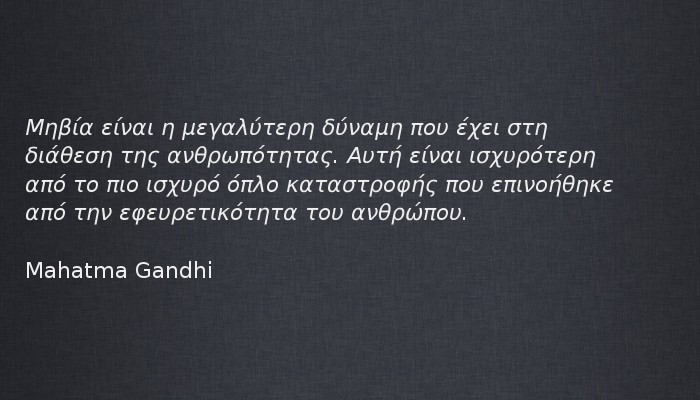 Μηβία είναι η μεγαλύτερη δύναμη που έχει στη
διάθεση της ανθρωπότητας. Αυτή είναι ισχυρότερη
από το πιο ισχυρό όπλο καταστροφής που επινοήθηκε
από την εφευρετικότητα του ανθρώπου.
Mahatma Gandhi